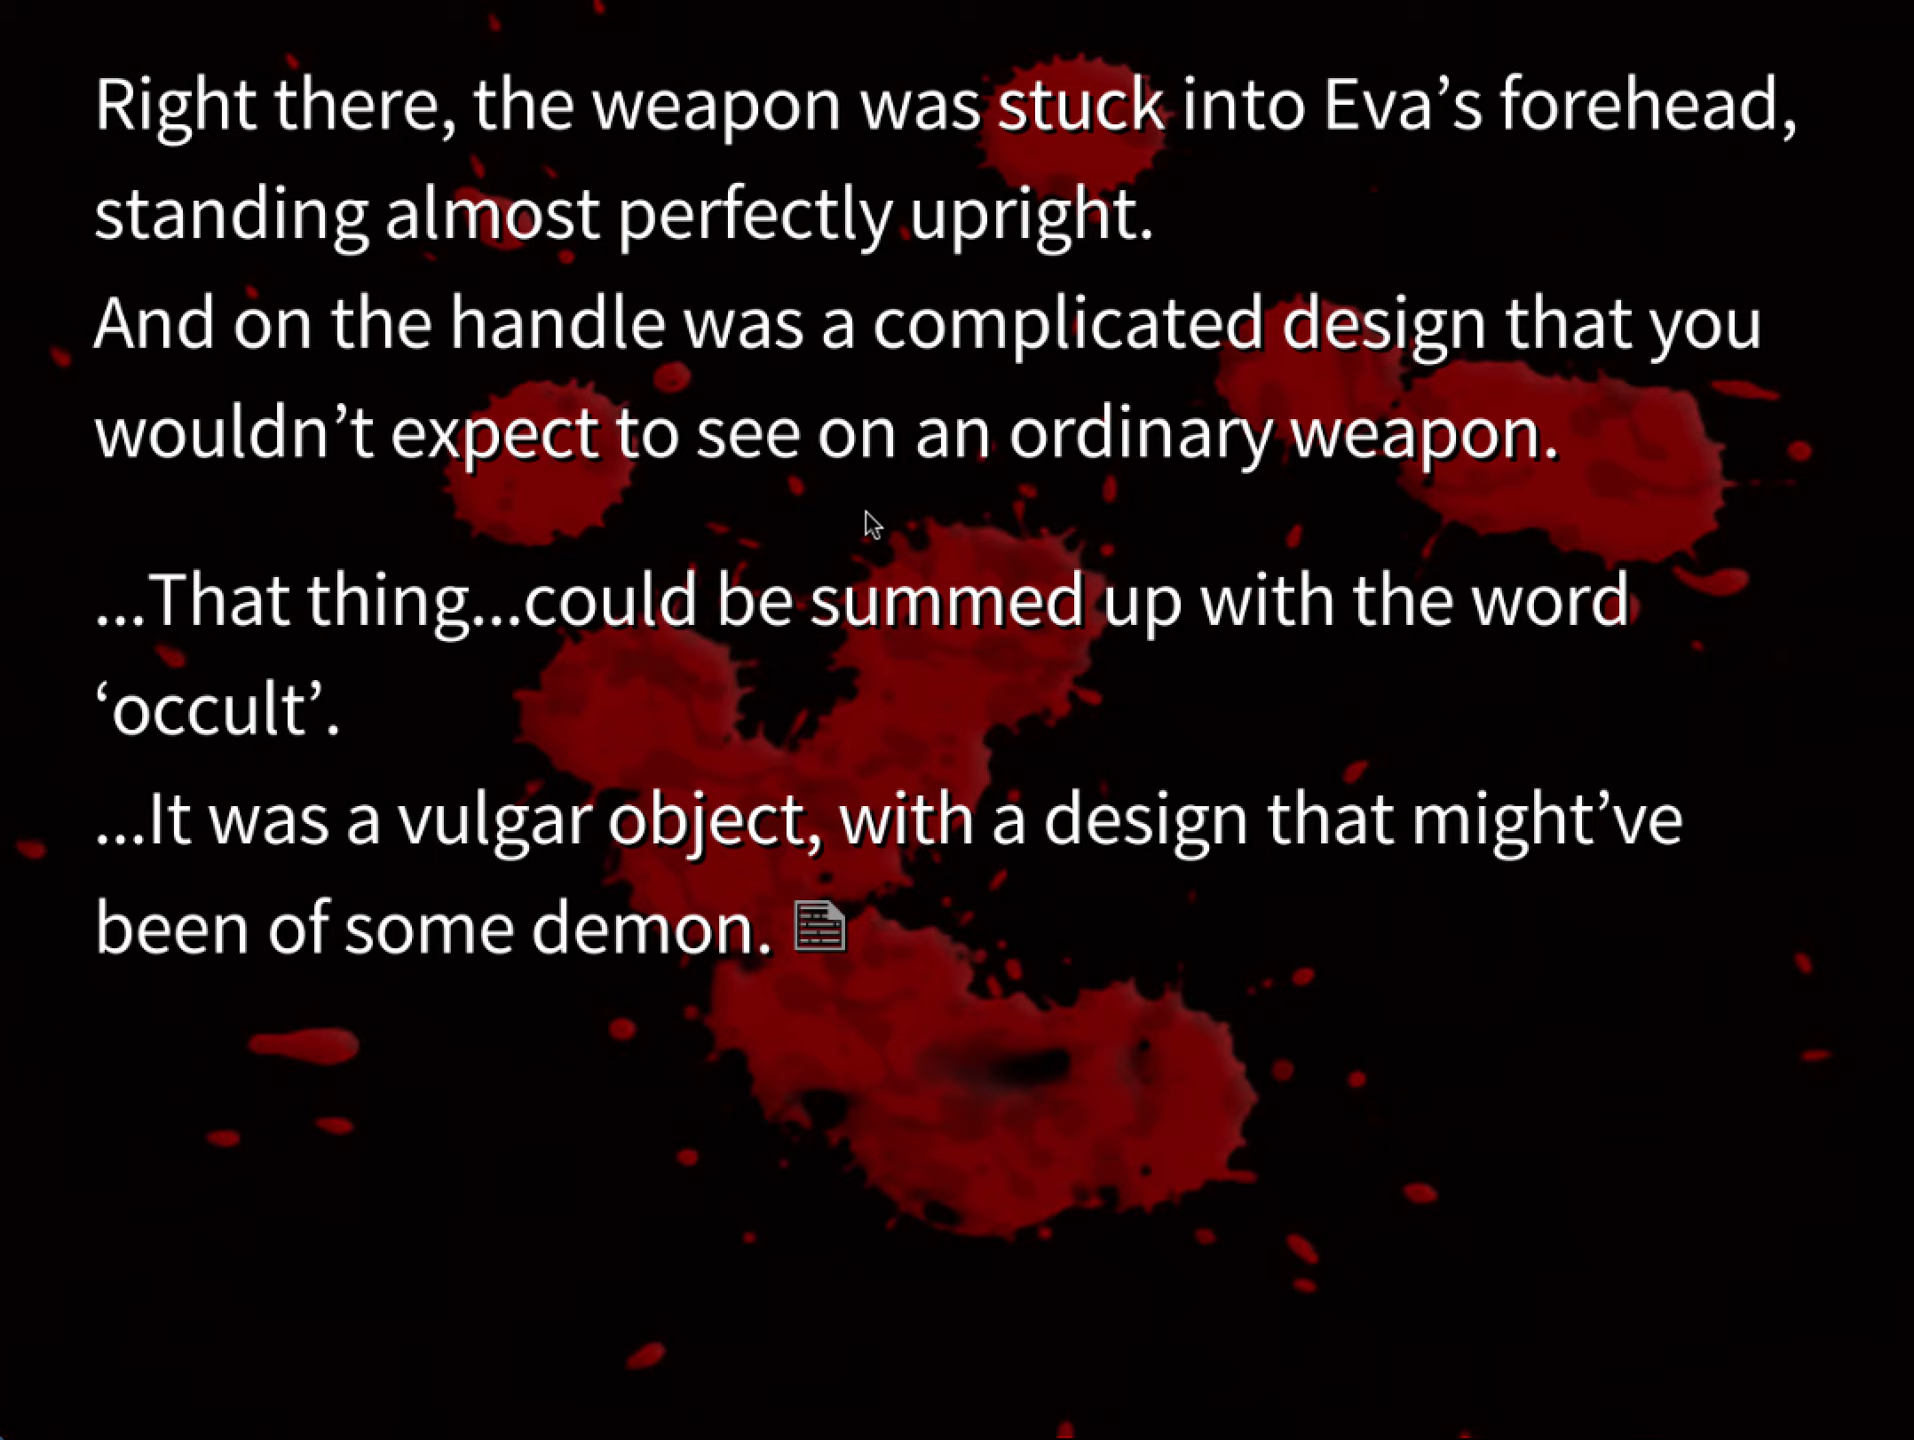 Right there, the weapon was stuck into Eva’s forehead,
standing almost perfectly upright.
And on the handle was a complicated design that you
wouldn’t expect to see on an ordinary weapon.
...That thing...could be summed up with the word
‘occult’.
...It was a vulgar object, with a design that might’ve
been of some demon.